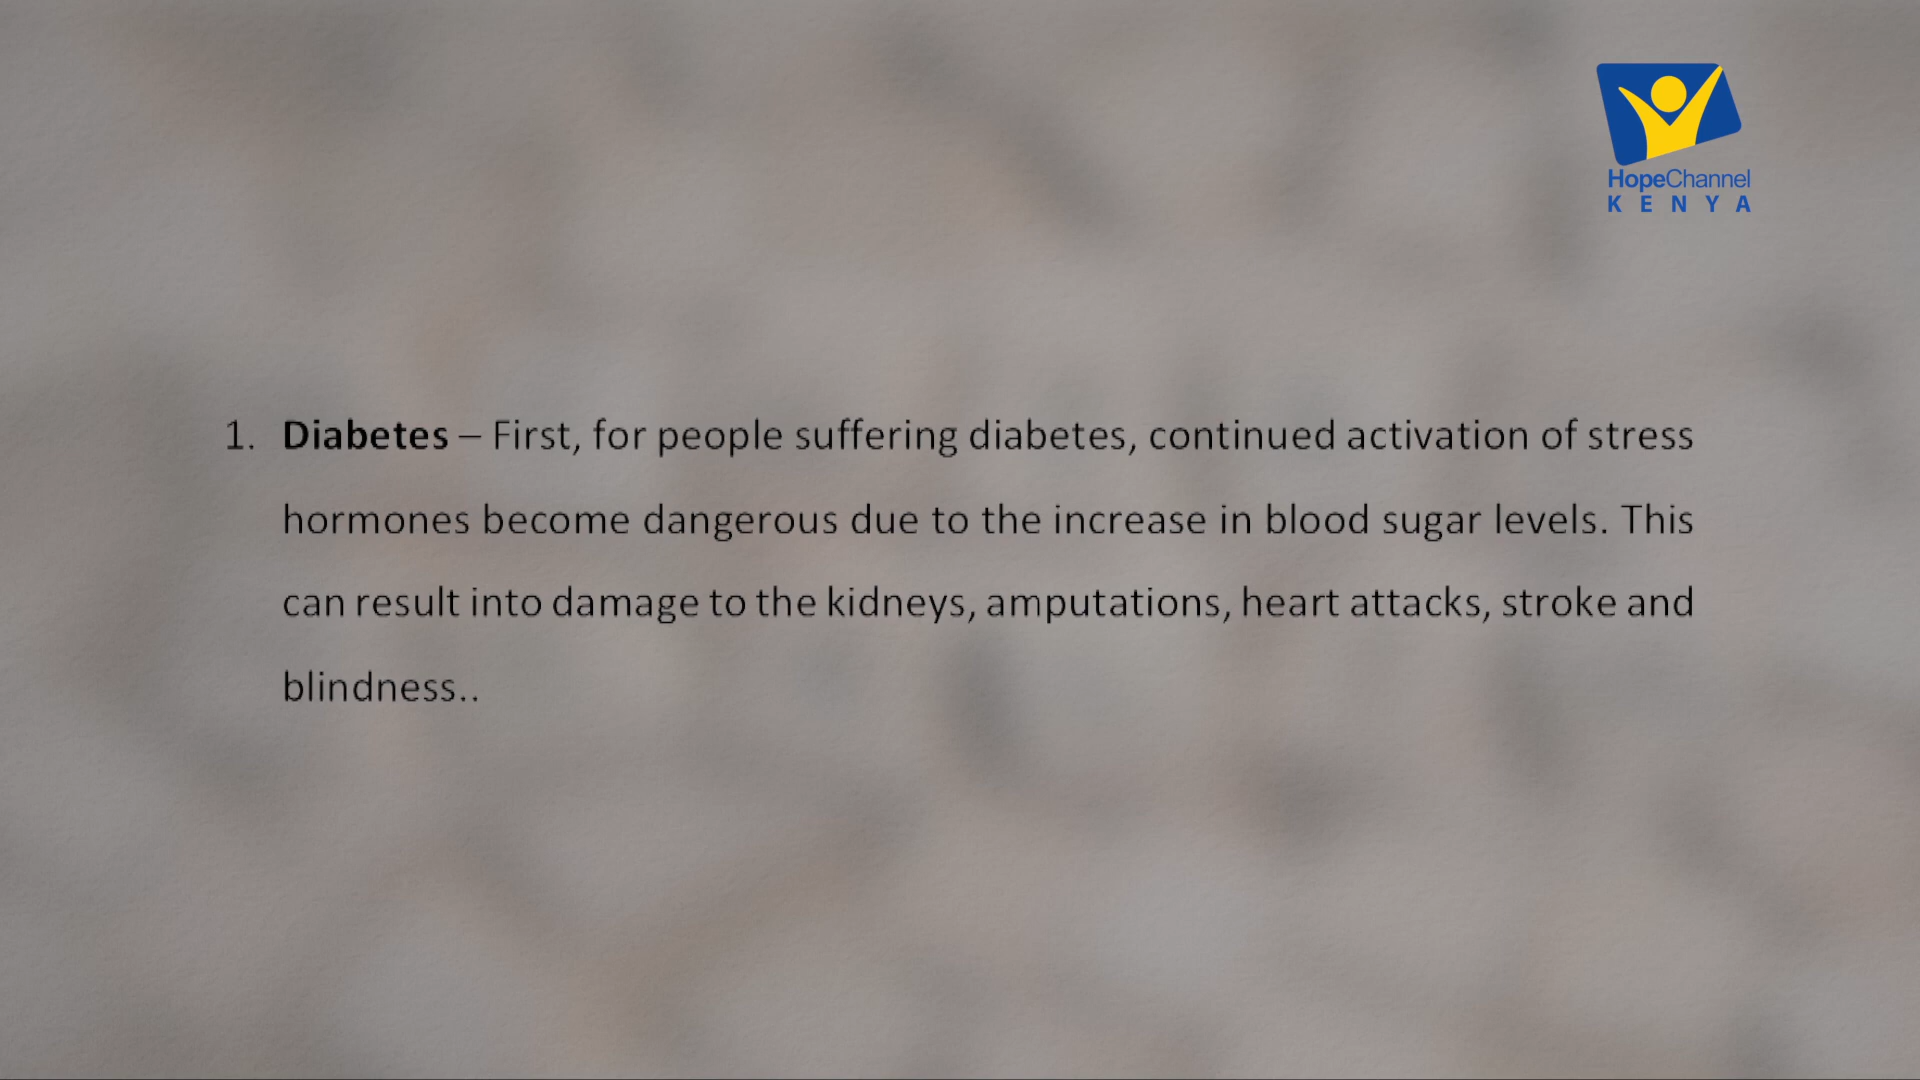 HopeChannel
KENYA
1. Diabetes – First, for people suffering diabetes, continued activation of stress
hormones become dangerous due to the increase in blood sugar levels. This
can result into damage to the kidneys, amputations, heart attacks, stroke and
blindness..